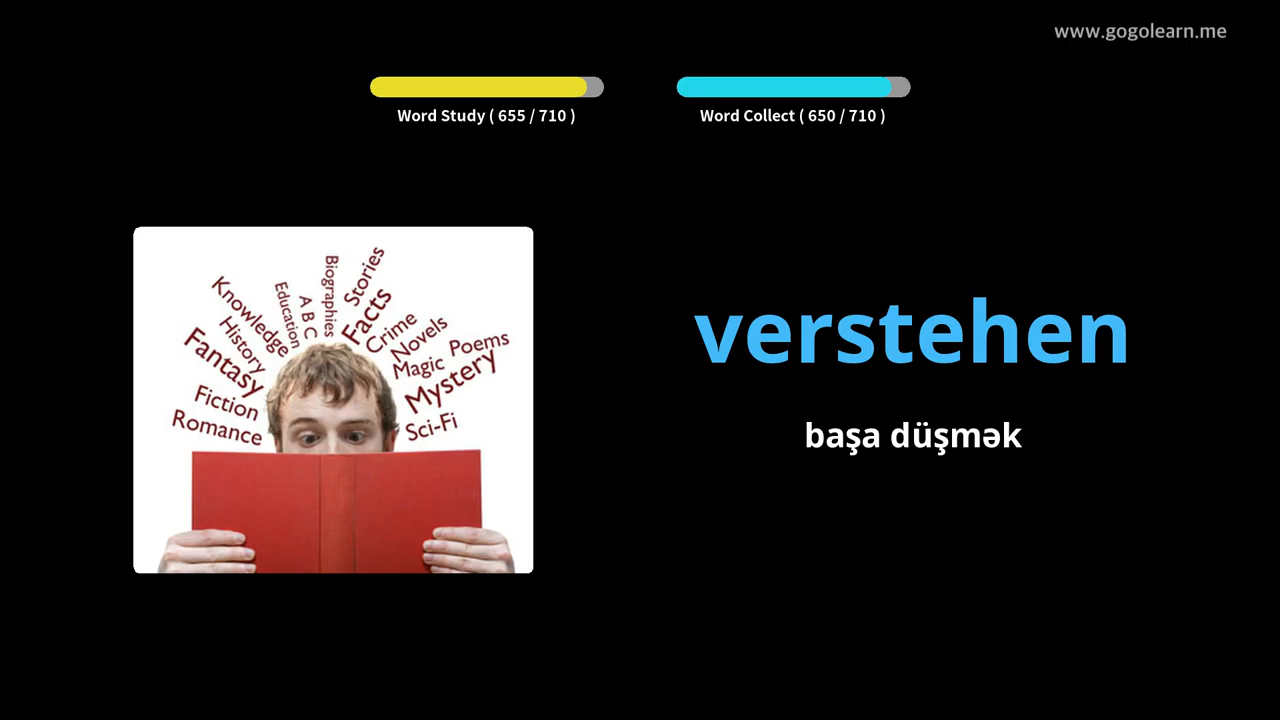 www.gogolearn.me
Word Study ( 655 / 710 )
Word Collect ( 650 / 710 )
Knowledge
History
Education
A B C
Biographies
Stories
Facts
Crime
Novels
Magic
Poems
Mystery
Sci-Fi
Fantasy
Fiction
Romance
verstehen
başa düşmək